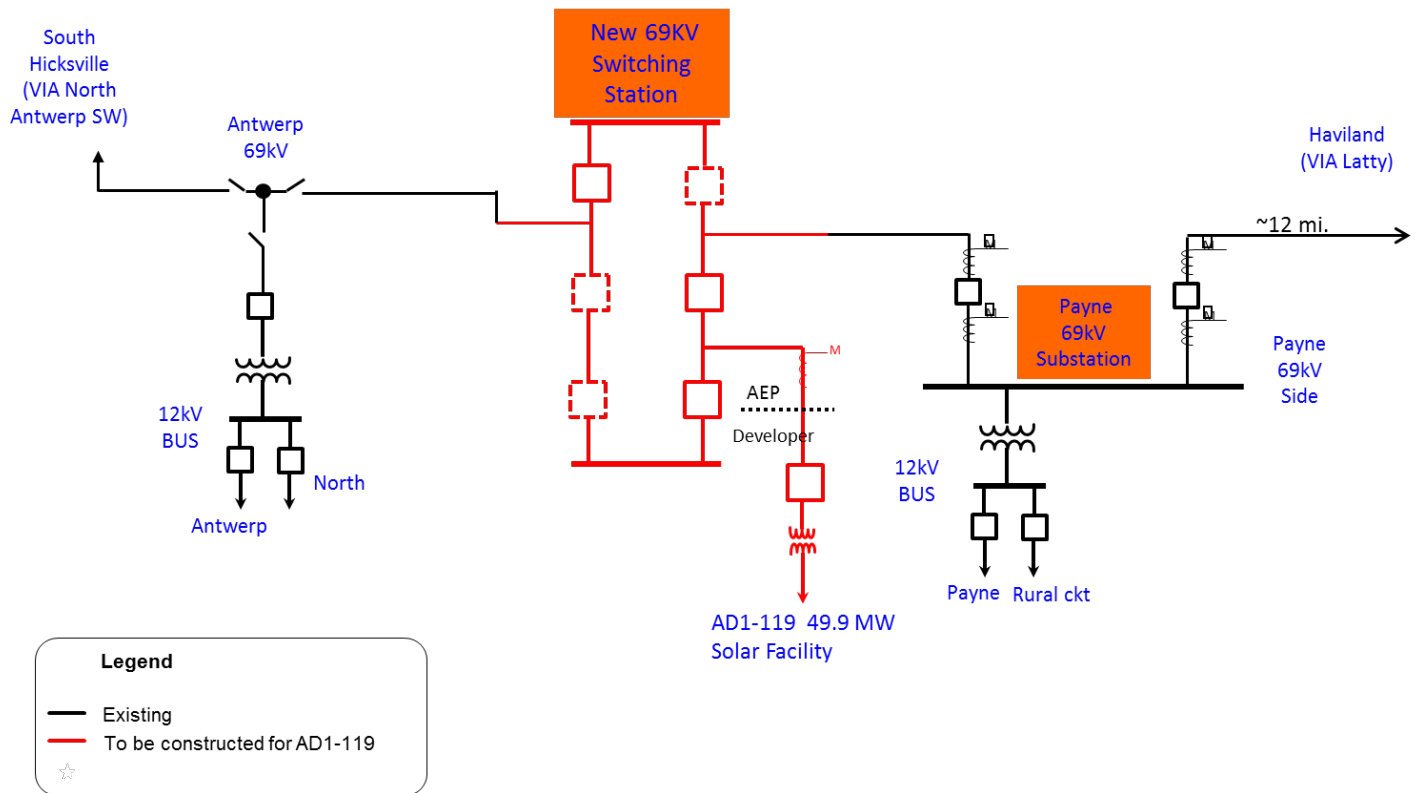 South
Hicksville
(VIA North
Antwerp SW)
Antwerp
69kV
New 69KV
Switching
Station
Haviland
(VIA Latty)
~12 mi.
M
M
M
M
Payne
69kV
Substation
Payne
69kV
Side
M
AEP
Developer
12kV
BUS
North
Antwerp
12kV
BUS
Payne
Rural ckt
AD1-119 49.9 MW
Solar Facility
Legend
Existing
To be constructed for AD1-119